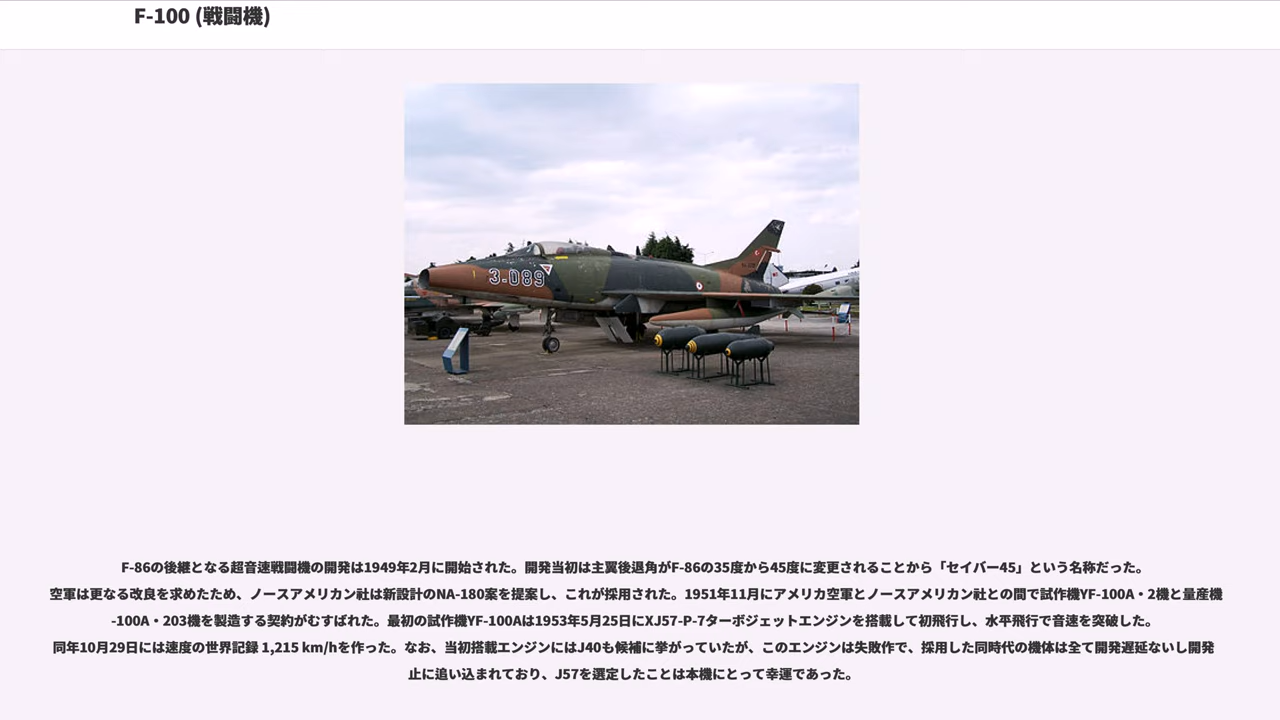 F-100 (戦闘機)
3-089
F-86の後継となる超音速戦闘機の開発は1949年2月に開始された。開発当初は主翼後退角がF-86の35度から45度に変更されることから「セイバー45」という名称だった。
空軍は更なる改良を求めたため、ノースアメリカン社は新設計のNA-180案を提案し、これが採用された。1951年11月にアメリカ空軍とノースアメリカン社との間で試作機YF-100A・2機と量産機
-100A・203機を製造する契約がむすばれた。最初の試作機YF-100Aは1953年5月25日にXJ57-P-7ターボジェットエンジンを搭載して初飛行し、水平飛行で音速を突破した。
同年10月29日には速度の世界記録 1,215 km/hを作った。なお、当初搭載エンジンにはJ40も候補に挙がっていたが、このエンジンは失敗作で、採用した同時代の機体は全て開発遅延ないし開発
止に追い込まれており、J57を選定したことは本機にとって幸運であった。